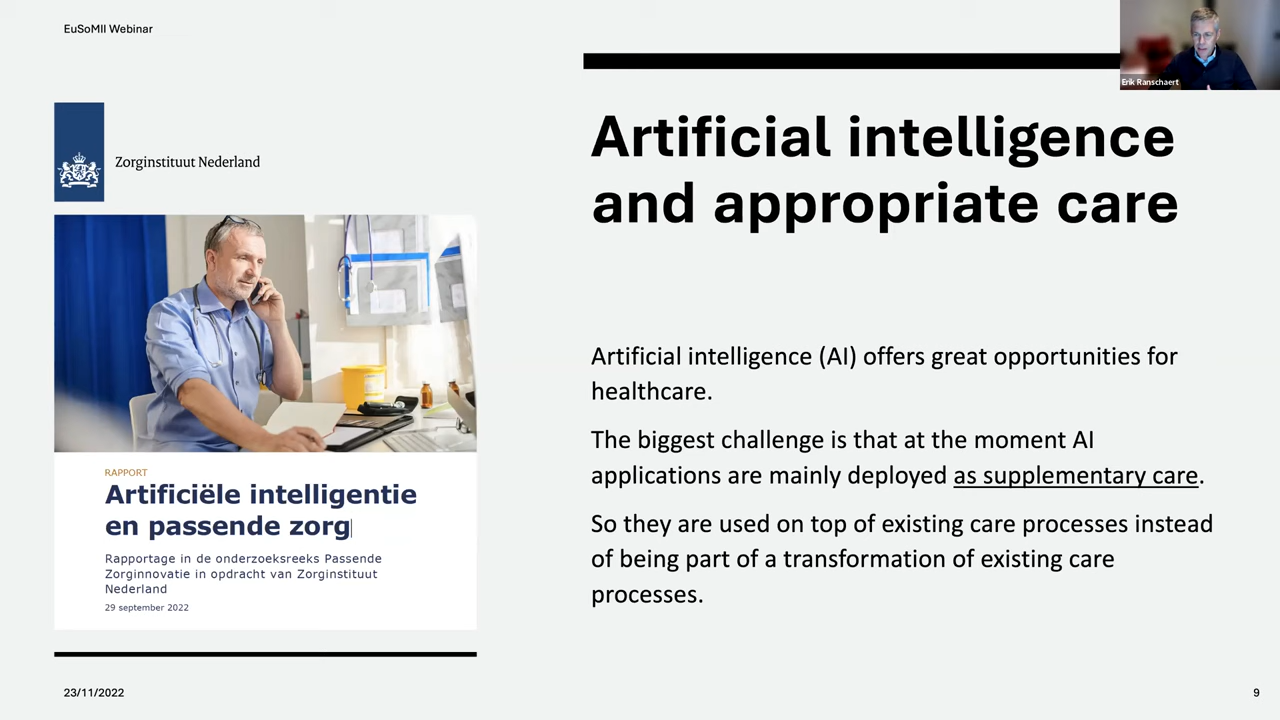 EuSoMII Webinar
Erik Ranschaert
Zorginstituut Nederland
Artificial intelligence
and appropriate care
RAPPORT
Artificiële intelligentie
en passende zorg
Rapportage in de onderzoeksreeks Passende
Zorginnovatie in opdracht van Zorginstituut
Nederland
29 september 2022
Artificial intelligence (AI) offers great opportunities for
healthcare.
The biggest challenge is that at the moment AI
applications are mainly deployed as supplementary care.
So they are used on top of existing care processes instead
of being part of a transformation of existing care
processes.
23/11/2022
9